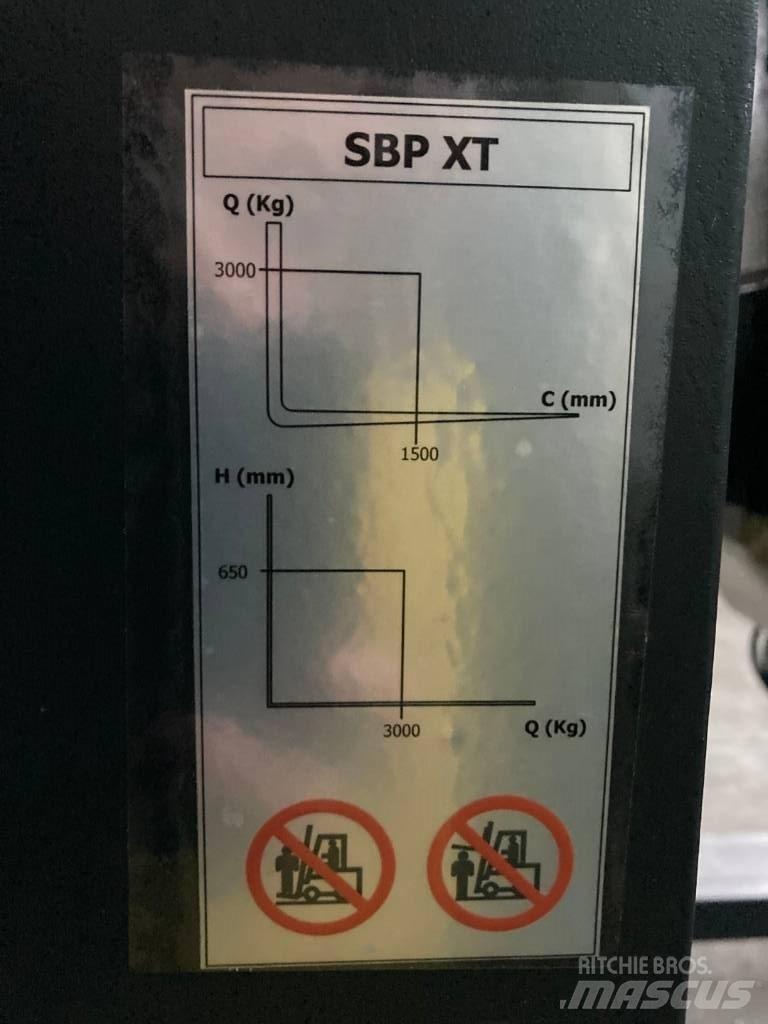 SBP XT
Q (Kg)
3000
C (mm)
1500
H (mm)
650
3000
Q (Kg)
RITCHIE BROS.
MASCUS